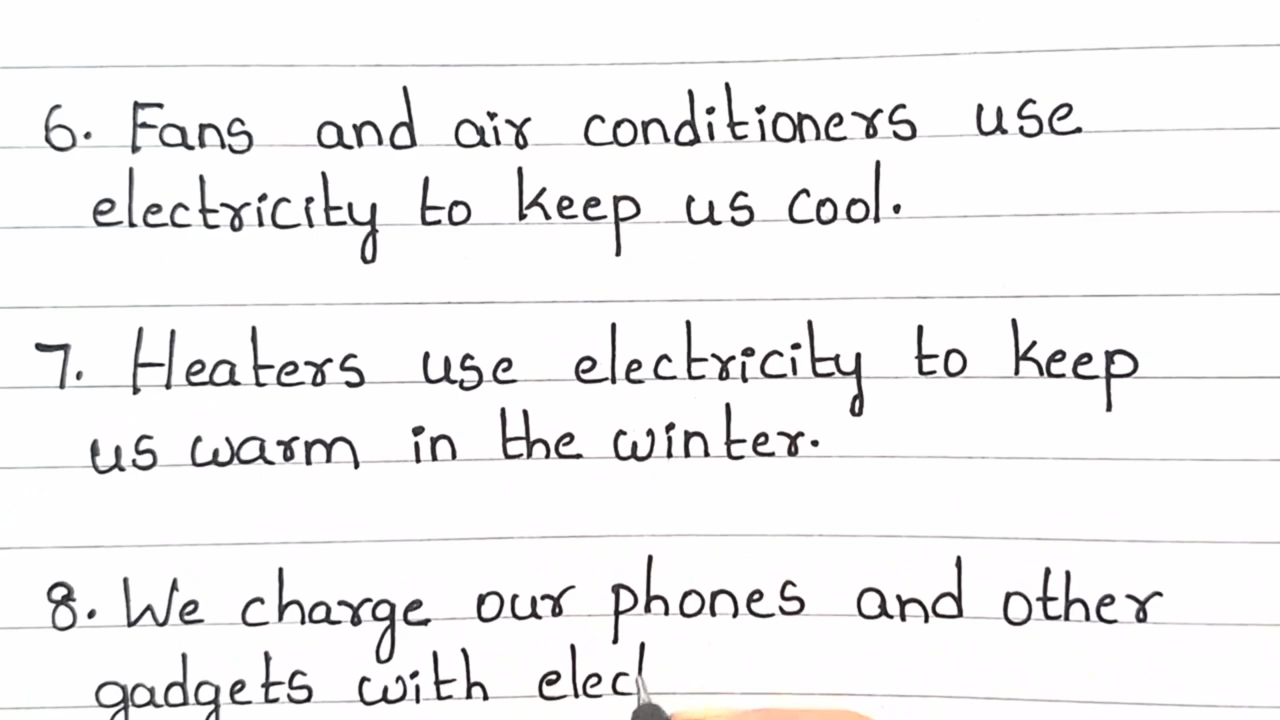 6. Fans and air conditioners use
electricity to keep us cool.
7. Heaters use electricity to keep
us warm in the winter.
8. We charge our phones and other
gadgets with elec